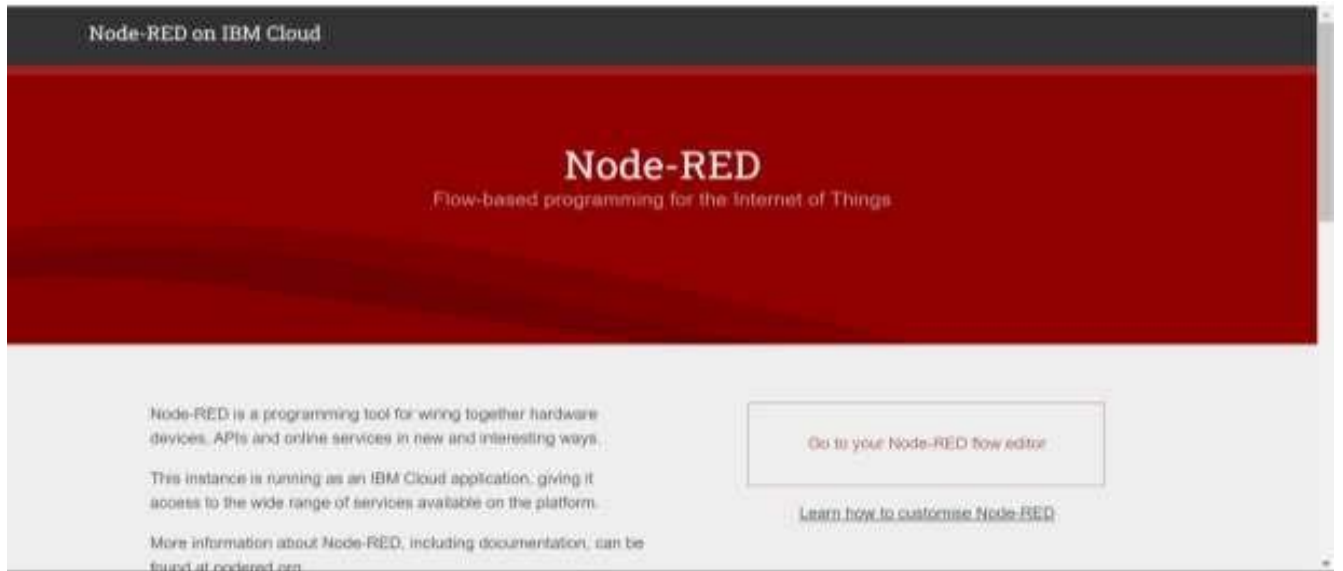 Node-RED on IBM Cloud
Node-RED
Flow-based programming for the Internet of Things
Node-RED is a programming tool for wiring together hardware
devices, APIs and online services in new and interesting ways.
This instance is running as an IBM Cloud application, giving it
access to the wide range of services available on the platform.
More information about Node-RED, including documentation, can be
found at nodered.org
Go to your Node-RED flow editor
Learn how to customise Node-RED